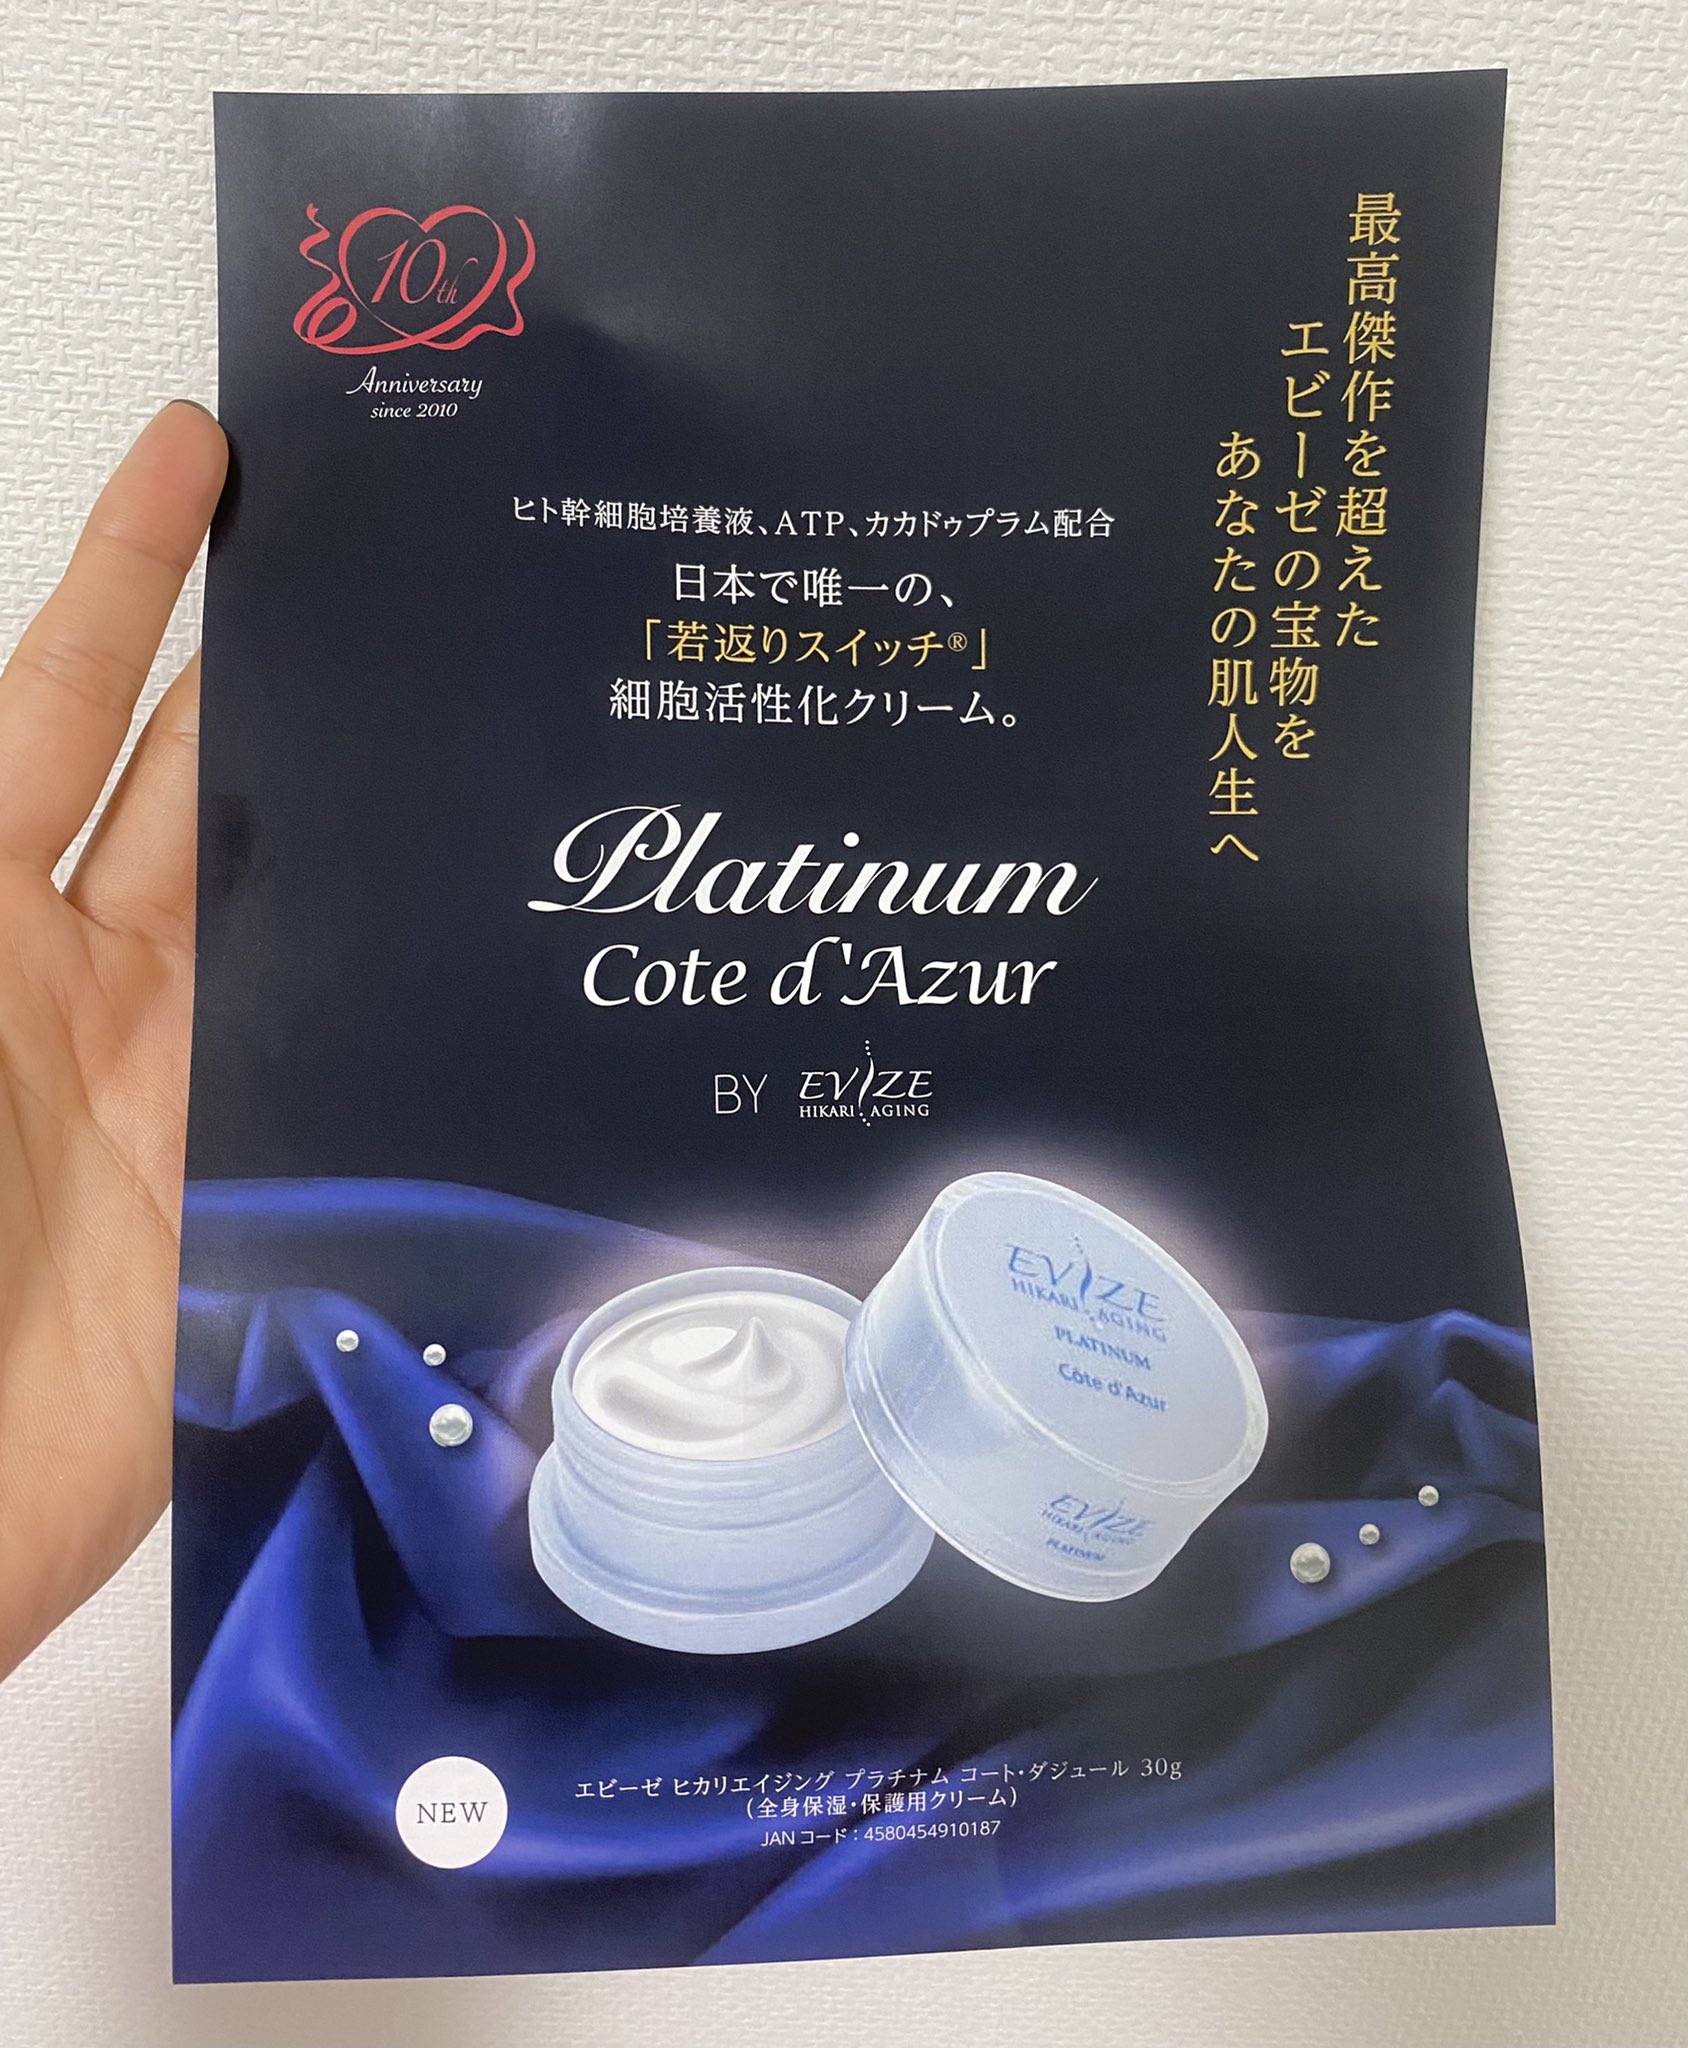 10th
Anniversary
since 2010
最高傑作を超えた
エビーゼの宝物を
あなたの肌人生へ
ヒト幹細胞培養液、ATP、カカドゥプラム配合
日本で唯一の、
「若返りスイッチ®」
細胞活性化クリーム。
Platinum
Cote d'Azur
BY EVIZE
HIKARI AGING
EVIZE
HIKARI AGING
PLATINUM
Côte d'Azur
EVIZE
HIKARI AGING
PLATINUM
NEW
エビーゼ ヒカリエイジング プラチナム コート・ダジュール 30g
(全身保湿・保護用クリーム)
JANコード:4580454910187